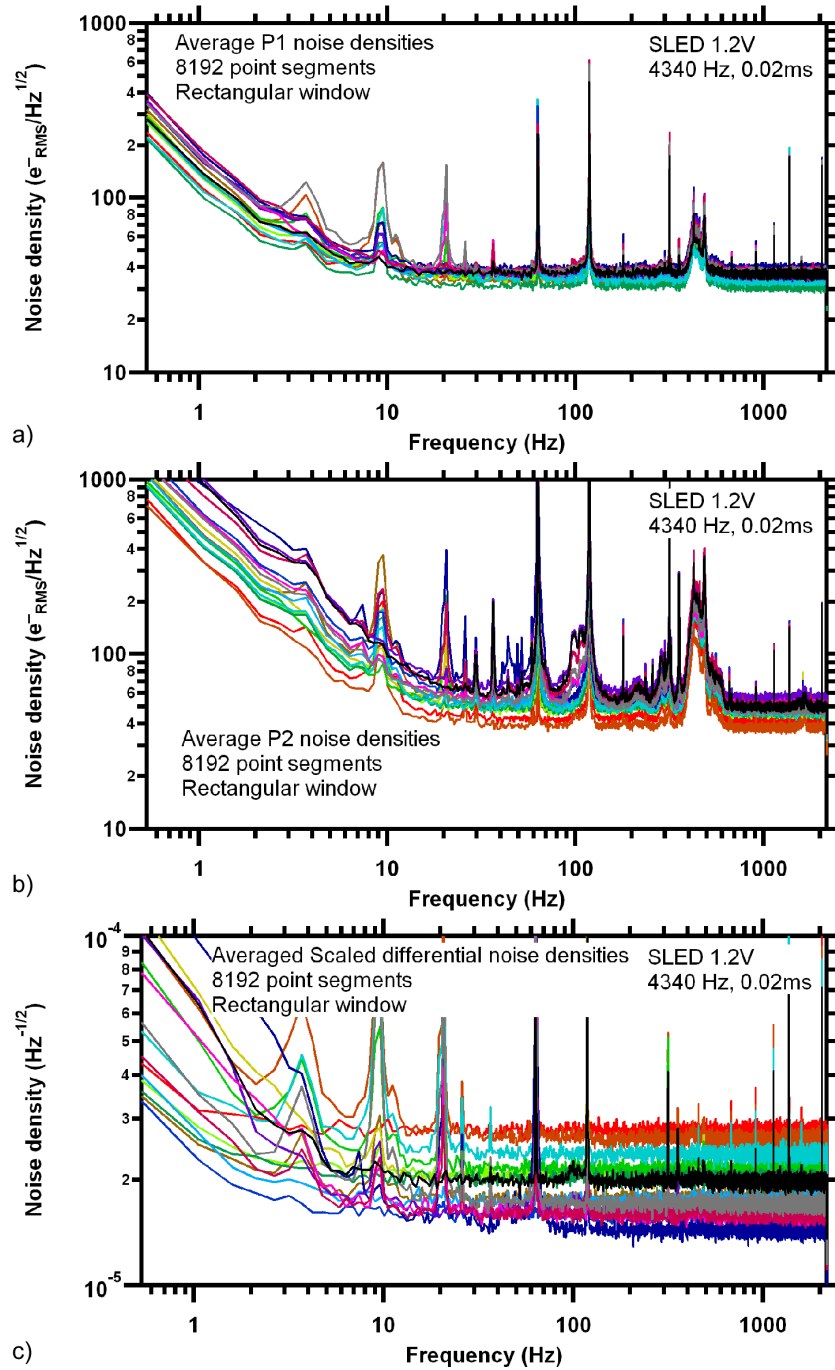 1000
8
6
4
2
100
8
6
4
2
10
Noise density (e⁻RMS/Hz^1/2)
Average P1 noise densities
8192 point segments
Rectangular window
SLED 1.2V
4340 Hz, 0.02ms
1 10 100 1000
Frequency (Hz)
a)
1000
8
6
4
2
100
8
6
4
2
10
Noise density (e⁻RMS/Hz^1/2)
SLED 1.2V
4340 Hz, 0.02ms
Average P2 noise densities
8192 point segments
Rectangular window
1 10 100 1000
Frequency (Hz)
b)
10^-4
9
8
7
6
5
4
3
2
10^-5
Noise density (Hz^-1/2)
Averaged Scaled differential noise densities
8192 point segments
Rectangular window
SLED 1.2V
4340 Hz, 0.02ms
1 10 100 1000
Frequency (Hz)
c)